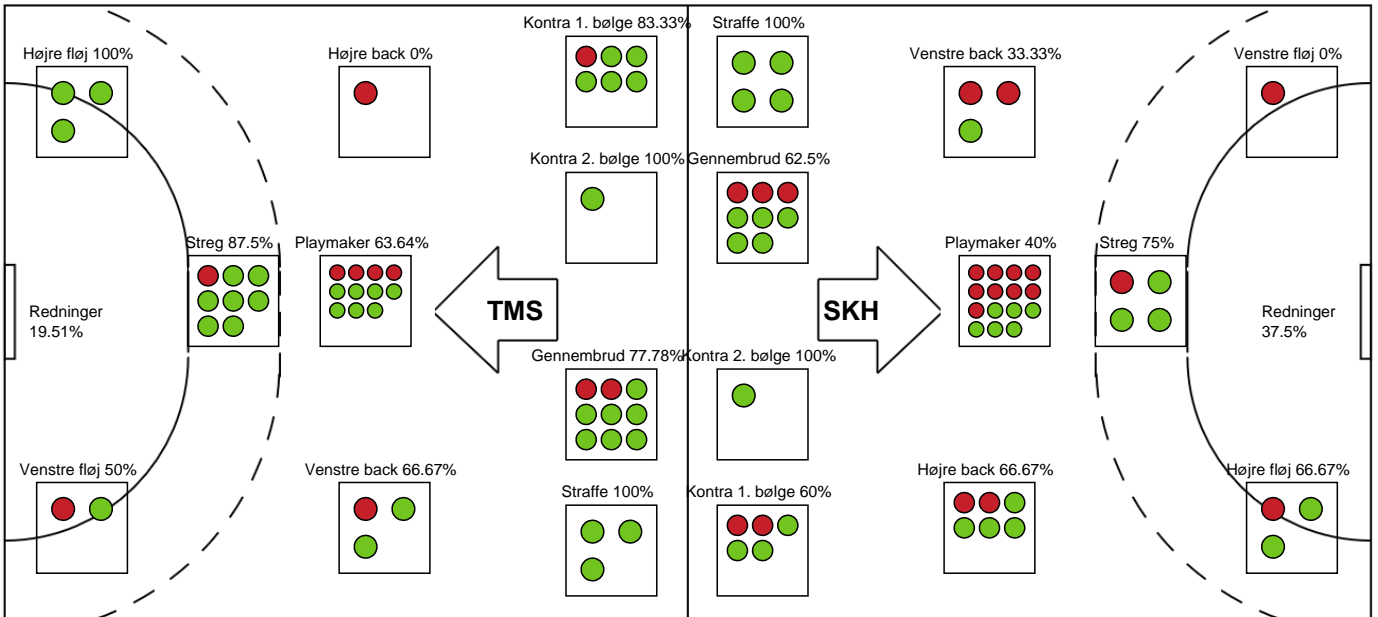 Kontra 1. bølge 83.33%
Straffe 100%
Højre fløj 100%
Højre back 0%
Venstre back 33.33%
Venstre fløj 0%
Kontra 2. bølge 100%
Gennembrud 62.5%
Streg 87.5%
Playmaker 63.64%
Playmaker 40%
Streg 75%
TMS
SKH
Redninger
19.51%
Redninger
37.5%
Gennembrud 77.78%
Kontra 2. bølge 100%
Venstre fløj 50%
Venstre back 66.67%
Højre back 66.67%
Højre fløj 66.67%
Straffe 100%
Kontra 1. bølge 60%